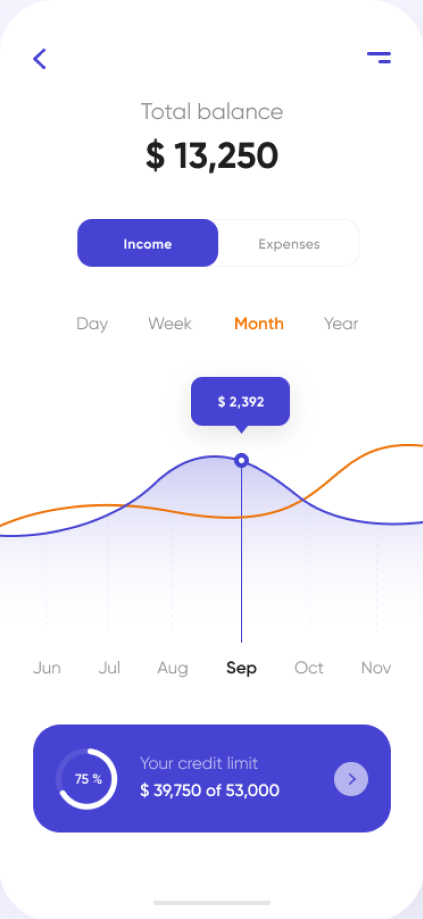 Total balance
$ 13,250
Income Expenses
Day Week Month Year
$ 2,392
Jun Jul Aug Sep Oct Nov
75 %
Your credit limit
$ 39,750 of 53,000